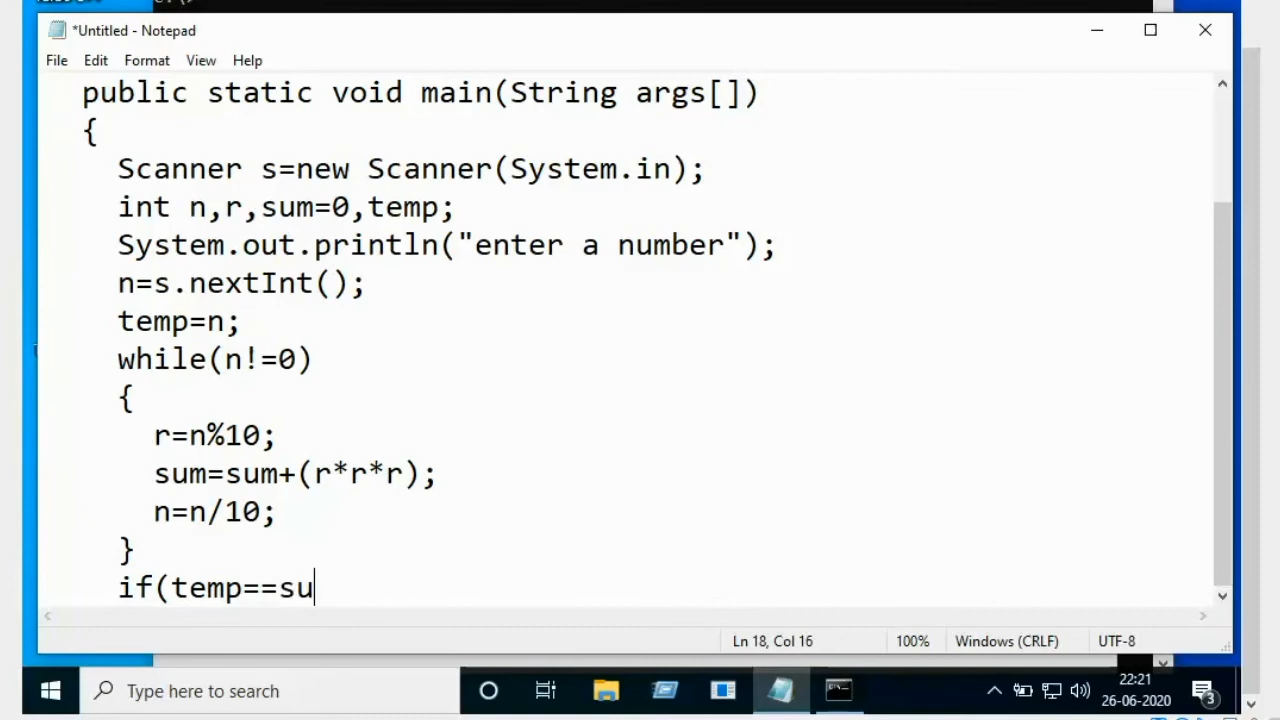 *Untitled - Notepad
File Edit Format View Help
public static void main(String args[])
{
Scanner s=new Scanner(System.in);
int n,r,sum=0,temp;
System.out.println("enter a number");
n=s.nextInt();
temp=n;
while(n!=0)
{
r=n%10;
sum=sum+(r*r*r);
n=n/10;
}
if(temp==su
Ln 18, Col 16 100% Windows (CRLF) UTF-8
Type here to search
22:21
26-06-2020
3